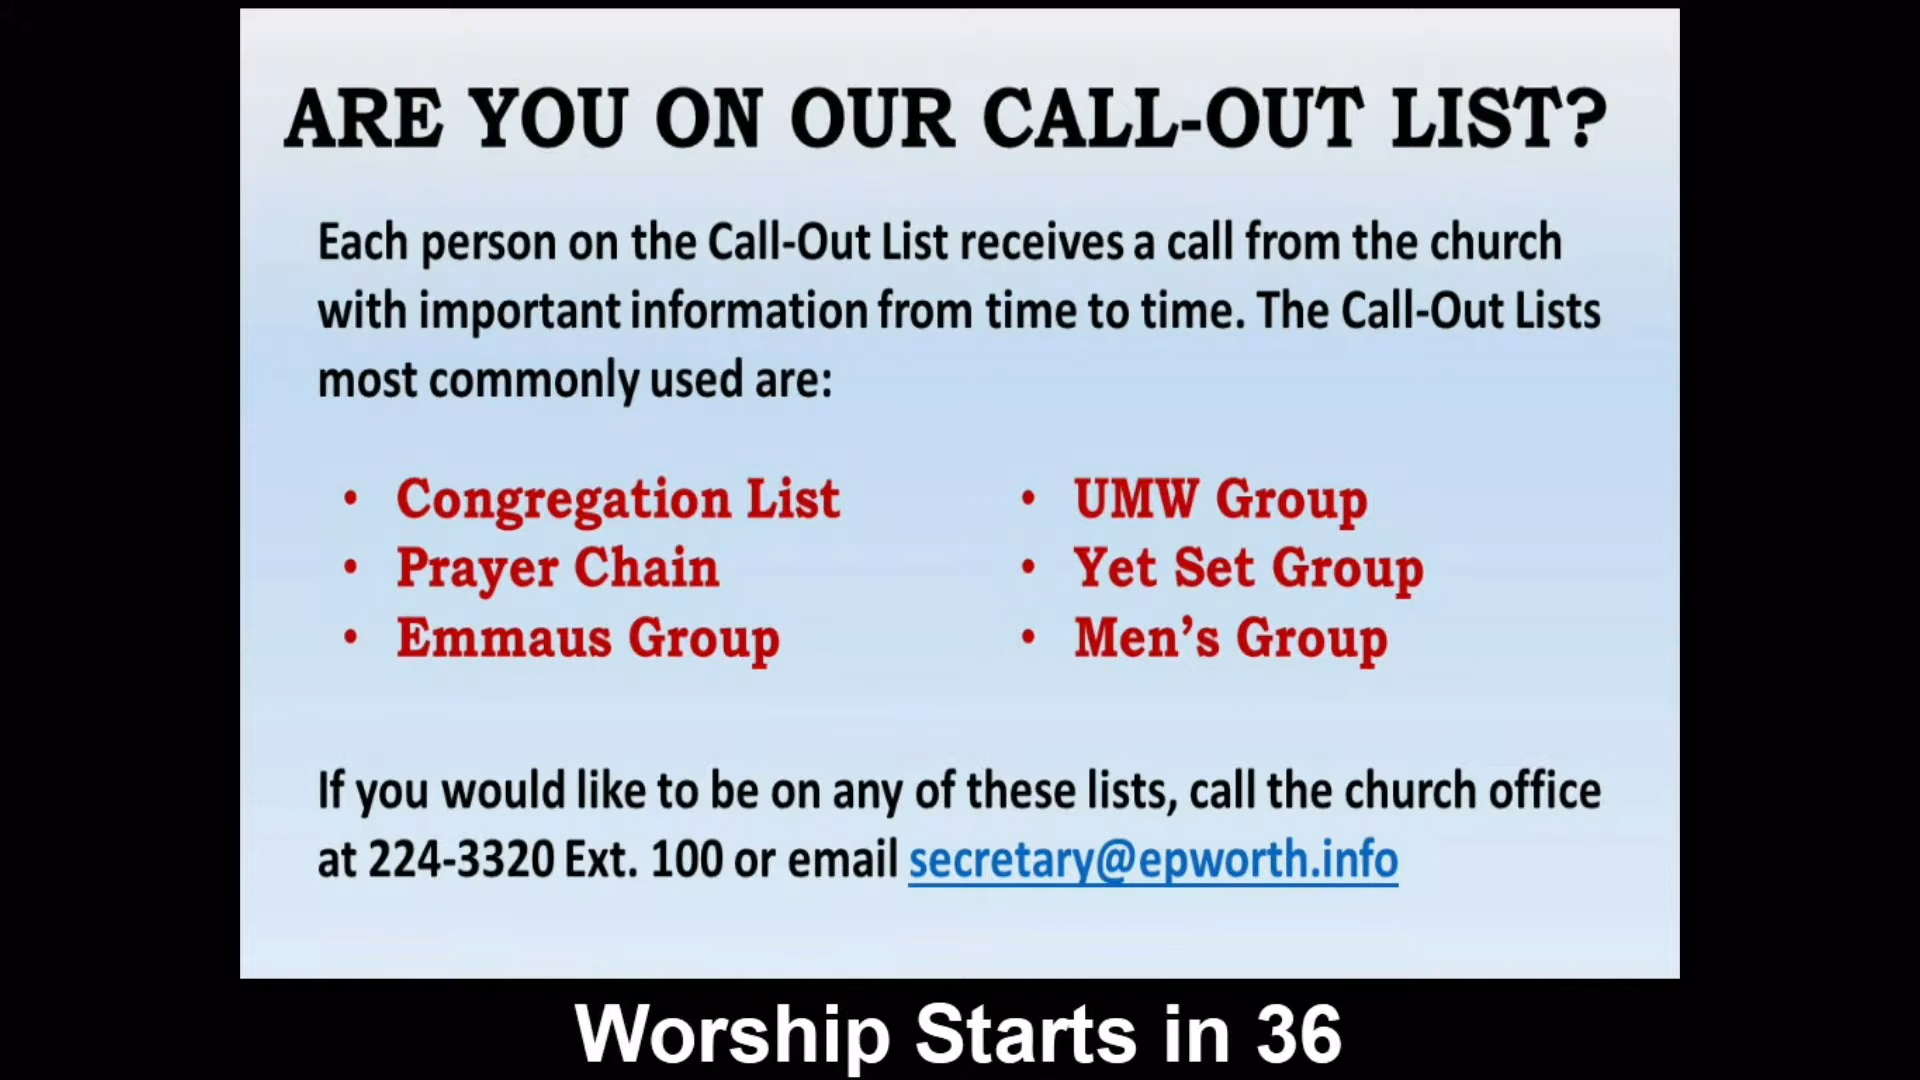 ARE YOU ON OUR CALL-OUT LIST?
Each person on the Call-Out List receives a call from the church
with important information from time to time. The Call-Out Lists
most commonly used are:
• Congregation List
• Prayer Chain
• Emmaus Group
• UMW Group
• Yet Set Group
• Men’s Group
If you would like to be on any of these lists, call the church office
at 224-3320 Ext. 100 or email secretary@epworth.info
Worship Starts in 36